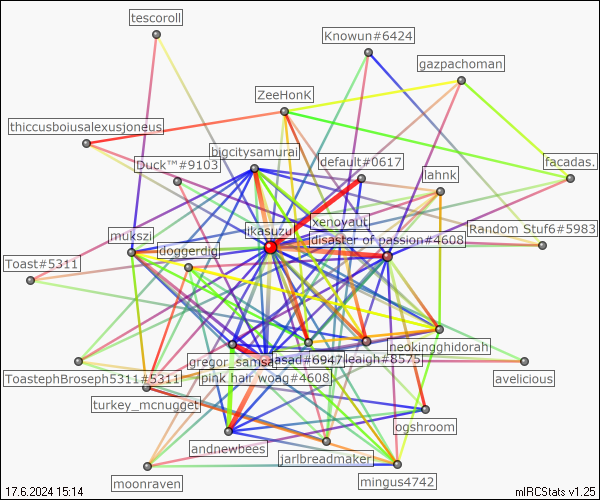 tescoroll
Knowun#6424
gazpachoman
ZeeHonK
thiccusboiusalexusjoneus
bigcitysamurai
Duck™#9103
default#0617
facadas.
lahnk
xenovadu
ikasuzu
Random Stuf6#5983
mukszi
disaster of passion#4608
doggerdig
Toast#5311
neokingghidorah
gregor_samsa
asad#6947
leaigh#8575
ToastephBroseph5311#5311
pink hair woag#4608
avelicious
turkey_mcnugget
ogshroom
andnewbees
jarlbreadmaker
moonraven
mingus4742
17.6.2024 15:14
mIRCStats v1.25